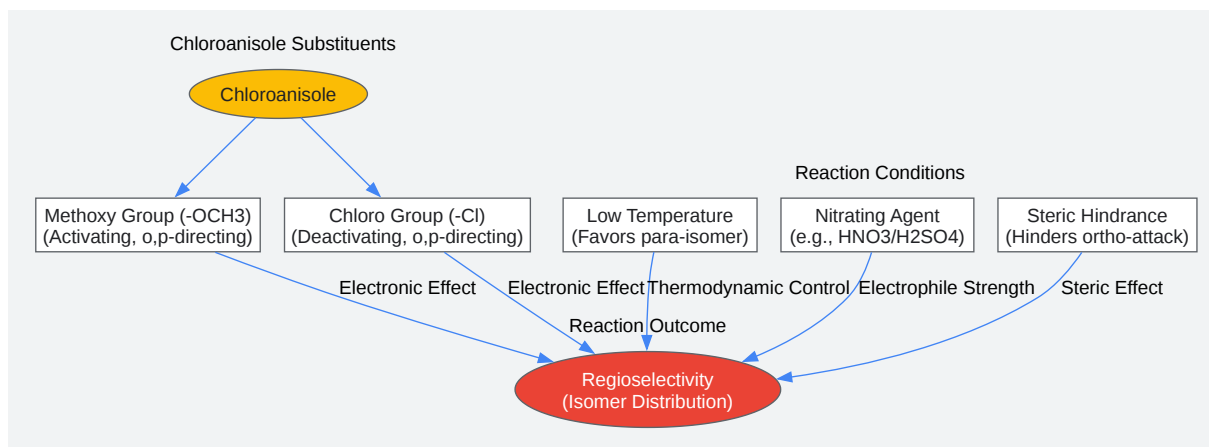 Chloroanisole Substituents
Chloroanisole
Reaction Conditions
Methoxy Group (-OCH3)
(Activating, o,p-directing)
Chloro Group (-Cl)
(Deactivating, o,p-directing)
Low Temperature
(Favors para-isomer)
Nitrating Agent
(e.g., HNO3/H2SO4)
Steric Hindrance
(Hinders ortho-attack)
Electronic Effect
Electronic Effect
Thermodynamic Control
Electrophile Strength
Steric Effect
Reaction Outcome
Regioselectivity
(Isomer Distribution)